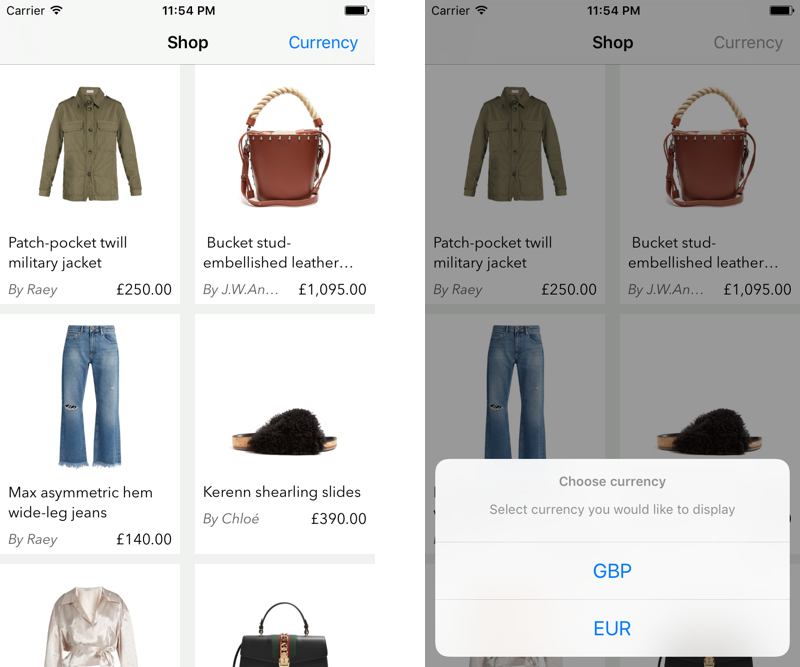 Carrier 11:54 PM
Shop Currency
Patch-pocket twill
military jacket
By Raey £250.00
Bucket stud-
embellished leather…
By J.W.An… £1,095.00
Max asymmetric hem
wide-leg jeans
By Raey £140.00
Kerenn shearling slides
By Chloé £390.00
Carrier 11:54 PM
Shop Currency
Patch-pocket twill
military jacket
By Raey £250.00
Bucket stud-
embellished leather…
By J.W.An… £1,095.00
Choose currency
Select currency you would like to display
GBP
EUR